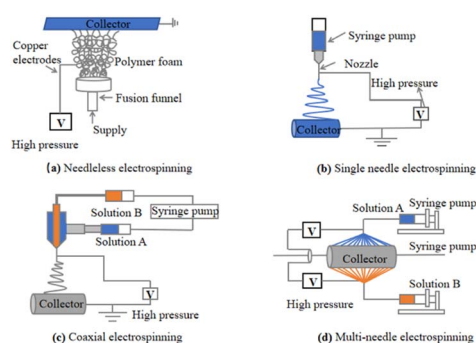 Collector
Copper
electrodes
Polymer foam
Fusion funnel
V
High pressure
Supply
(a) Needleless electrospinning
Syringe pump
Nozzle
High pressure
V
Collector
(b) Single needle electrospinning
Solution B
Syringe pump
Solution A
V
Collector
High pressure
(c) Coaxial electrospinning
Solution A
Syringe pump
V
Syringe pump
Collector
V
Solution B
High pressure
(d) Multi-needle electrospinning